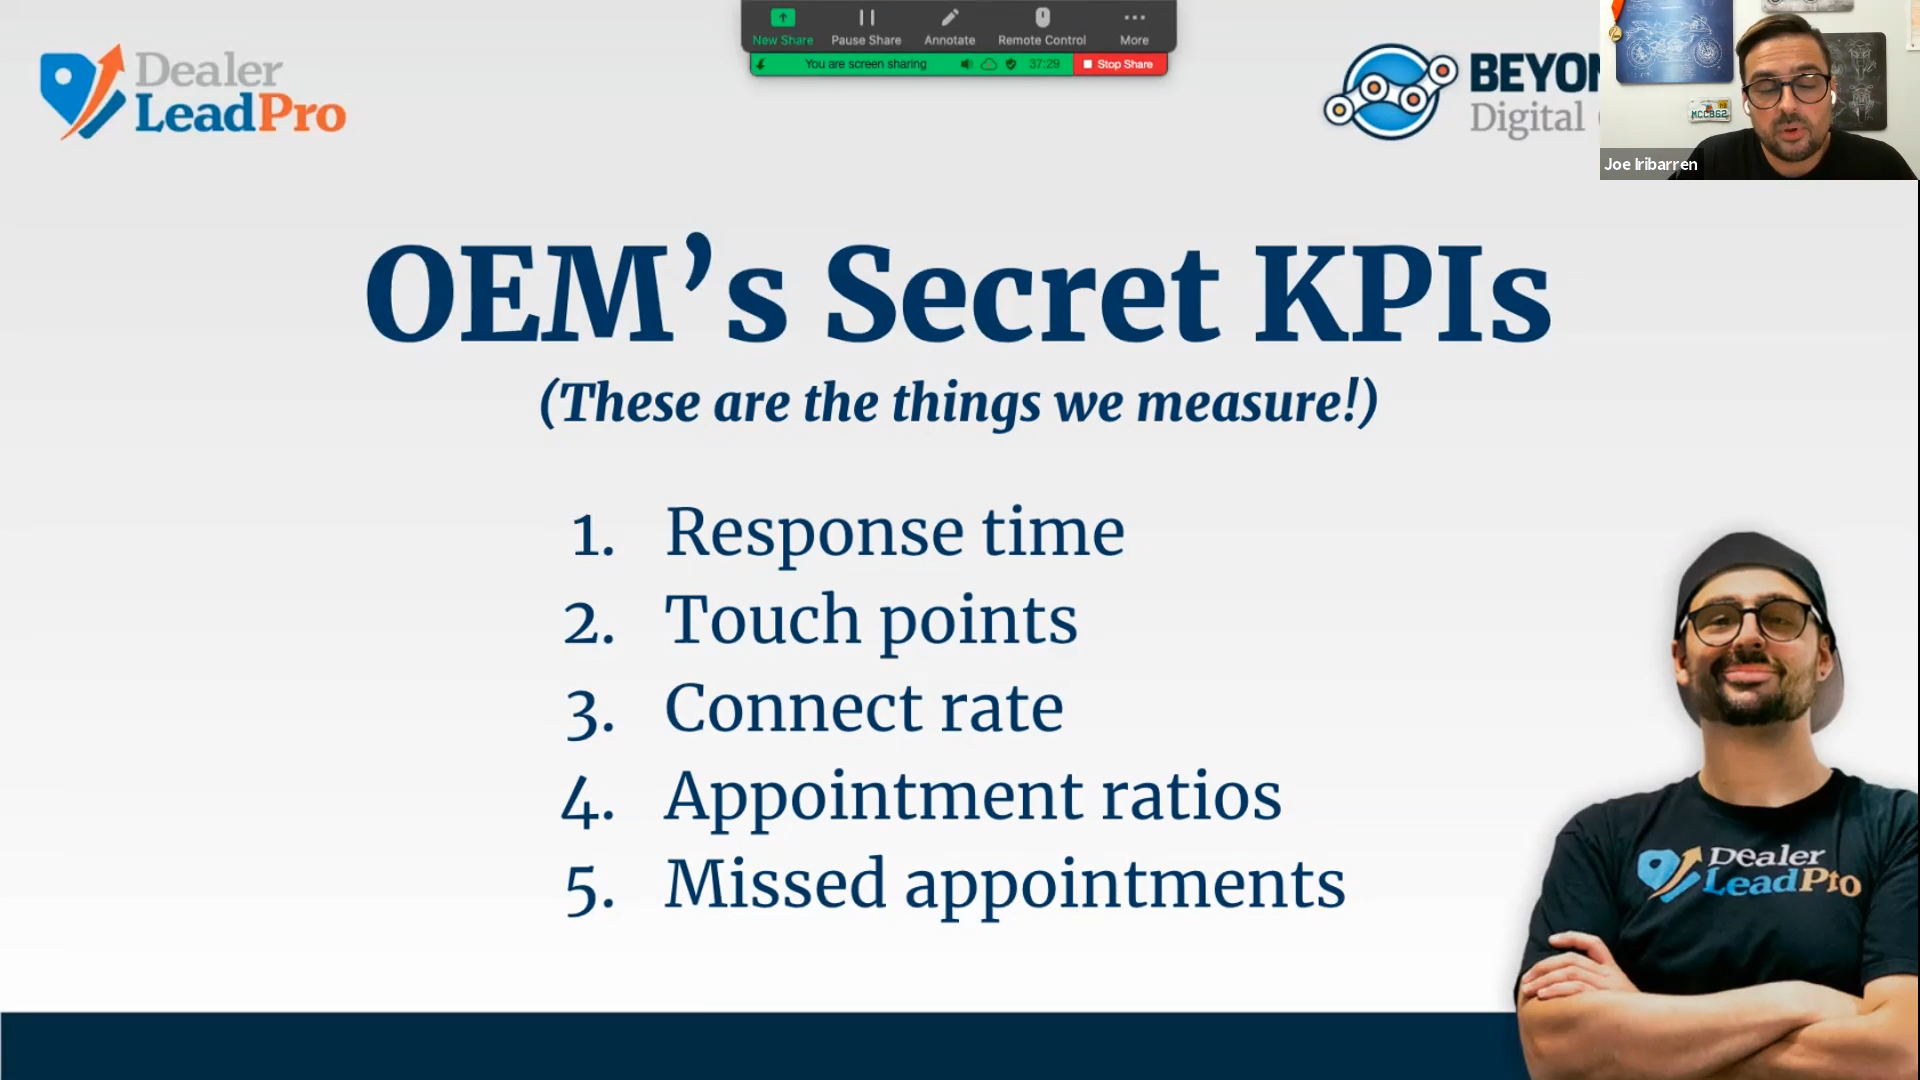 New Share
Pause Share
Annotate
Remote Control
More
You are screen sharing
37:29
Stop Share
Dealer
LeadPro
BEYON
Digital
MCCB62
Joe Iribarren
OEM’s Secret KPIs
(These are the things we measure!)
1. Response time
2. Touch points
3. Connect rate
4. Appointment ratios
5. Missed appointments
Dealer
LeadPro